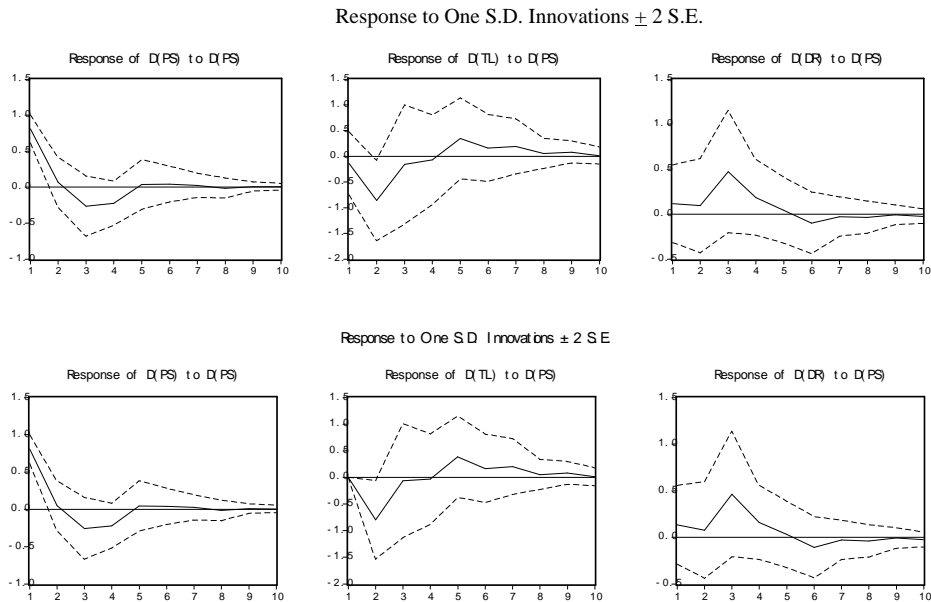 Response to One S.D. Innovations ± 2 S.E.
Response of D(PS) to D(PS) Response of D(TL) to D(PS) Response of D(DR) to D(PS)
1.5 1.5 1.5
1.0 1.0 1.0
0.5 0.5
0.0 0.5
0.0 -0.5
-0.5 -1.0 0.0
-1.5
-1.0 -2.0 -0.5
1 2 3 4 5 6 7 8 9 10 1 2 3 4 5 6 7 8 9 10 1 2 3 4 5 6 7 8 9 10
Response to One S.D. Innovations ± 2 S.E.
Response of D(PS) to D(PS) Response of D(TL) to D(PS) Response of D(DR) to D(PS)
1.5 1.5 1.5
1.0 1.0 1.0
0.5 0.5
0.0 0.5
0.0 -0.5
-0.5 -1.0 0.0
-1.5
-1.0 -2.0 -0.5
1 2 3 4 5 6 7 8 9 10 1 2 3 4 5 6 7 8 9 10 1 2 3 4 5 6 7 8 9 10